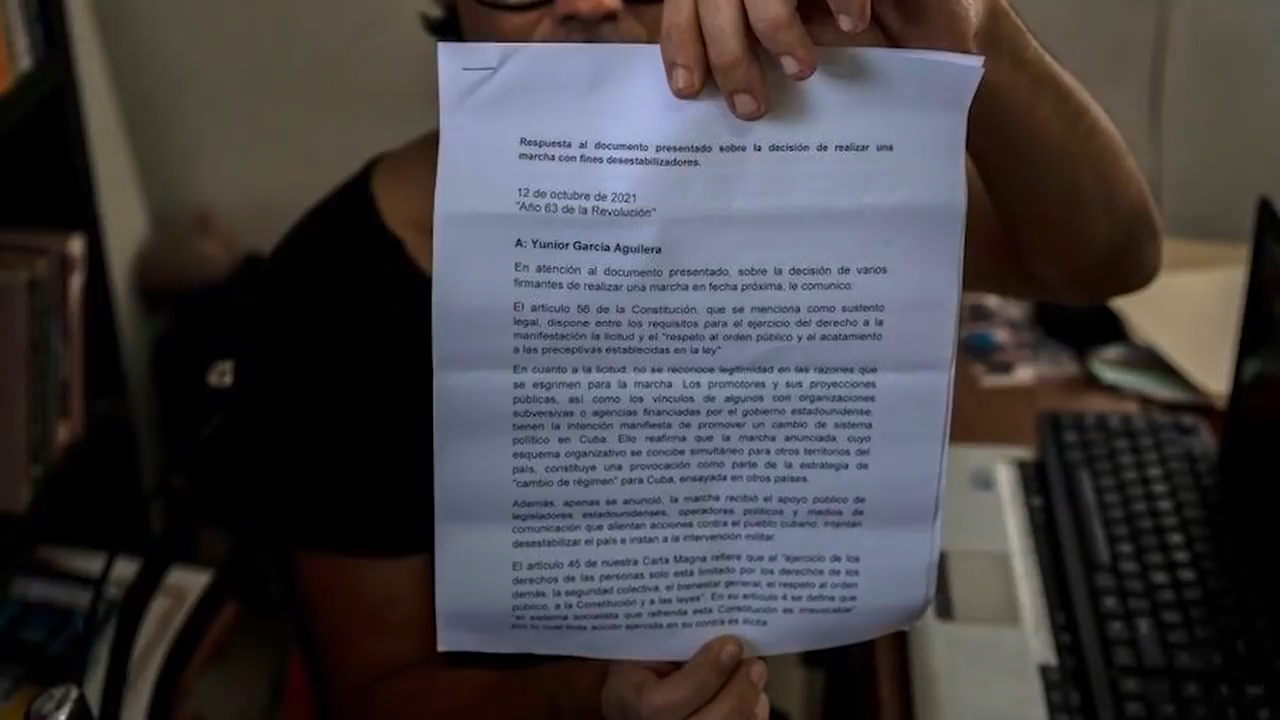 Respuesta al documento presentado sobre la decisión de realizar una
marcha con fines desestabilizadores.
12 de octubre de 2021
"Año 63 de la Revolución"
A: Yunior García Aguilera
En atención al documento presentado, sobre la decisión de varios
firmantes de realizar una marcha en fecha próxima, le comunico:
El artículo 56 de la Constitución, que se menciona como sustento
legal, dispone entre los requisitos para el ejercicio del derecho a la
manifestación la licitud y el "respeto al orden público y el acatamiento
a las preceptivas establecidas en la ley"
En cuanto a la licitud, no se reconoce legitimidad en las razones que
se esgrimen para la marcha. Los promotores y sus proyecciones
públicas, así como los vínculos de algunos con organizaciones
subversivas o agencias financiadas por el gobierno estadounidense,
tienen la intención manifiesta de promover un cambio de sistema
político en Cuba. Ello reafirma que la marcha anunciada, cuyo
esquema organizativo se concibe simultáneo para otros territorios del
país, constituye una provocación como parte de la estrategia de
"cambio de régimen" para Cuba, ensayada en otros países.
Además, apenas se anunció, la marcha recibió el apoyo público de
legisladores estadounidenses, operadores políticos y medios de
comunicación que alientan acciones contra el pueblo cubano, intentan
desestabilizar el país e instan a la intervención militar.
El artículo 45 de nuestra Carta Magna refiere que el "ejercicio de los
derechos de las personas solo está limitado por los derechos de los
demás, la seguridad colectiva, el bienestar general, el respeto al orden
público, a la Constitución y a las leyes". En su artículo 4 se define que
"el sistema socialista que refrenda esta Constitución es irrevocable"
por lo cual toda acción ejercida en su contra es ilícita.